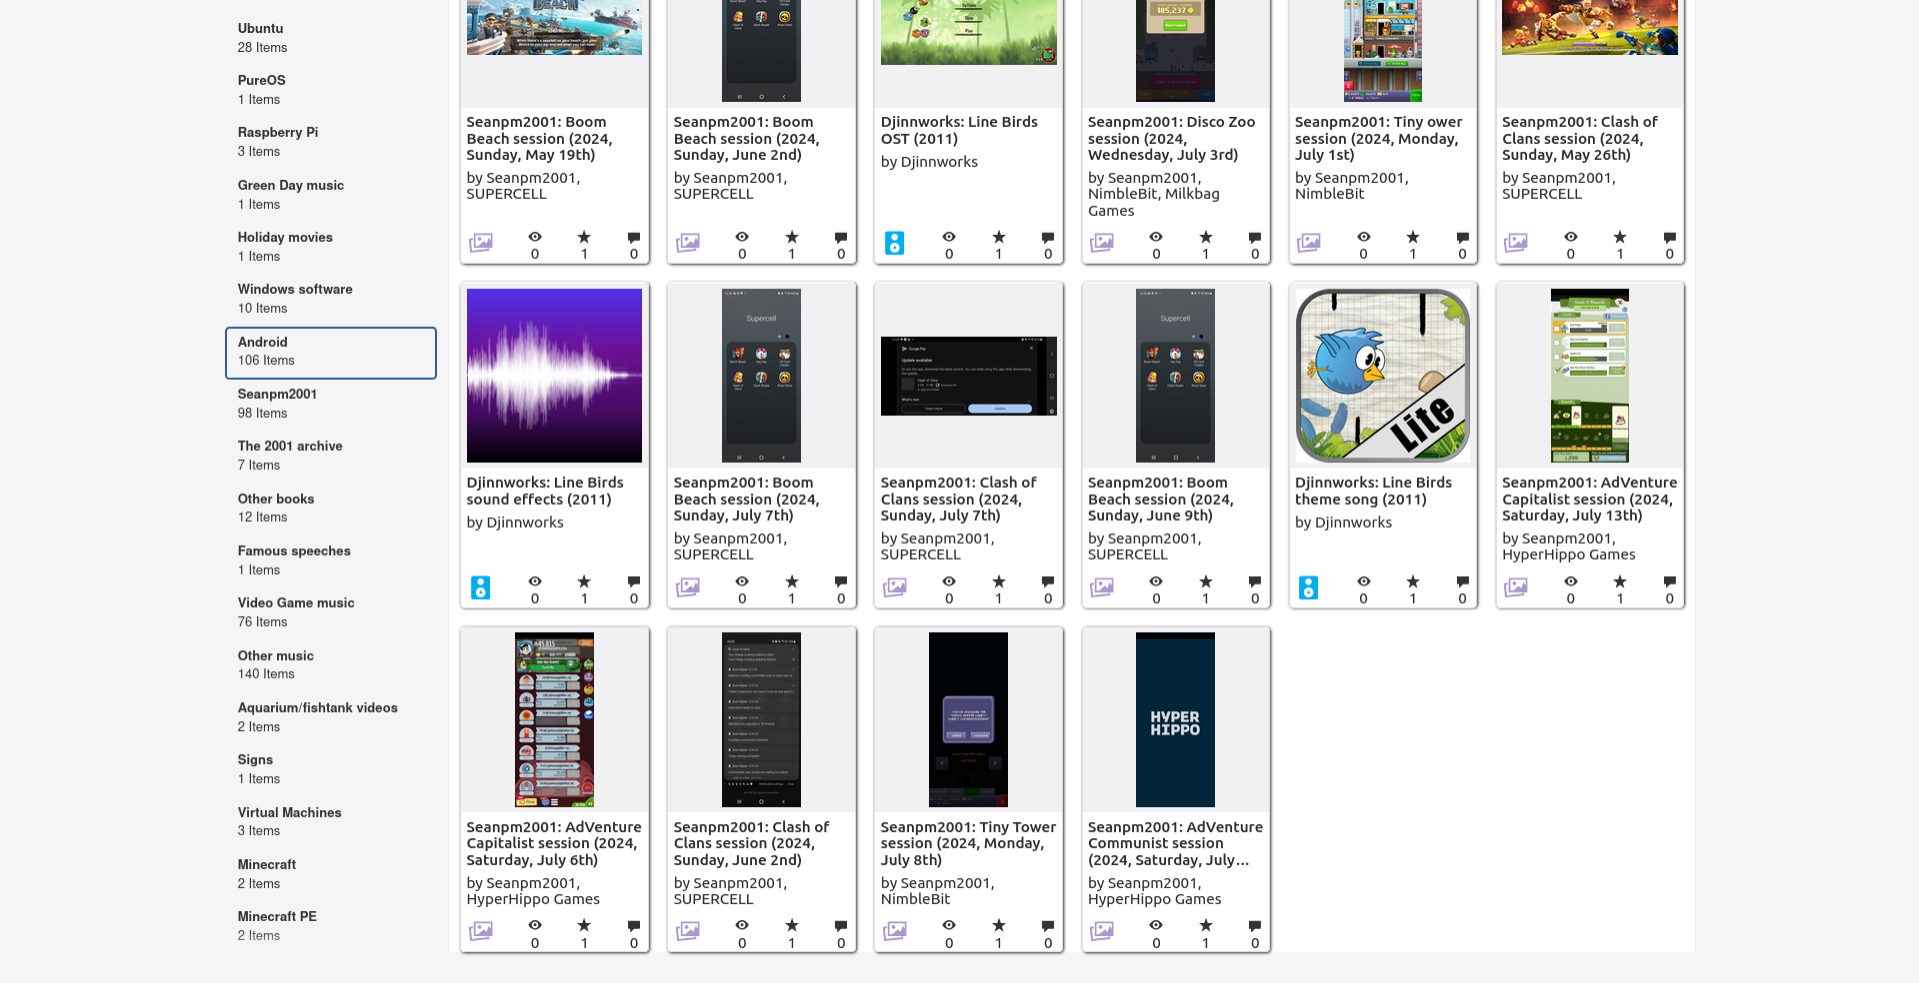 Ubuntu
28 Items
PureOS
1 Items
Raspberry Pi
3 Items
Green Day music
1 Items
Holiday movies
1 Items
Windows software
10 Items
Android
106 Items
Seanpm2001
98 Items
The 2001 archive
7 Items
Other books
12 Items
Famous speeches
1 Items
Video Game music
76 Items
Other music
140 Items
Aquarium/fishtank videos
2 Items
Signs
1 Items
Virtual Machines
3 Items
Minecraft
2 Items
Minecraft PE
2 Items
BEACH
185,237
Seanpm2001: Boom
Beach session (2024,
Sunday, May 19th)
by Seanpm2001,
SUPERCELL
0 1 0
Seanpm2001: Boom
Beach session (2024,
Sunday, June 2nd)
by Seanpm2001,
SUPERCELL
0 1 0
Djinnworks: Line Birds
OST (2011)
by Djinnworks
0 1 0
Seanpm2001: Disco Zoo
session (2024,
Wednesday, July 3rd)
by Seanpm2001,
NimbleBit, Milkbag
Games
0 1 0
Seanpm2001: Tiny ower
session (2024, Monday,
July 1st)
by Seanpm2001,
NimbleBit
0 1 0
Seanpm2001: Clash of
Clans session (2024,
Sunday, May 26th)
by Seanpm2001,
SUPERCELL
0 1 0
Djinnworks: Line Birds
sound effects (2011)
by Djinnworks
0 1 0
Supercell
Seanpm2001: Boom
Beach session (2024,
Sunday, July 7th)
by Seanpm2001,
SUPERCELL
0 1 0
Google Play
Update available
Seanpm2001: Clash of
Clans session (2024,
Sunday, July 7th)
by Seanpm2001,
SUPERCELL
0 1 0
Supercell
Seanpm2001: Boom
Beach session (2024,
Sunday, June 9th)
by Seanpm2001,
SUPERCELL
0 1 0
Lite
Djinnworks: Line Birds
theme song (2011)
by Djinnworks
0 1 0
Seanpm2001: AdVenture
Capitalist session (2024,
Saturday, July 13th)
by Seanpm2001,
HyperHippo Games
0 1 0
Seanpm2001: AdVenture
Capitalist session (2024,
Saturday, July 6th)
by Seanpm2001,
HyperHippo Games
0 1 0
Seanpm2001: Clash of
Clans session (2024,
Sunday, June 2nd)
by Seanpm2001,
SUPERCELL
0 1 0
Seanpm2001: Tiny Tower
session (2024, Monday,
July 8th)
by Seanpm2001,
NimbleBit
0 1 0
HYPER
HIPPO
Seanpm2001: AdVenture
Communist session
(2024, Saturday, July...
by Seanpm2001,
HyperHippo Games
0 1 0